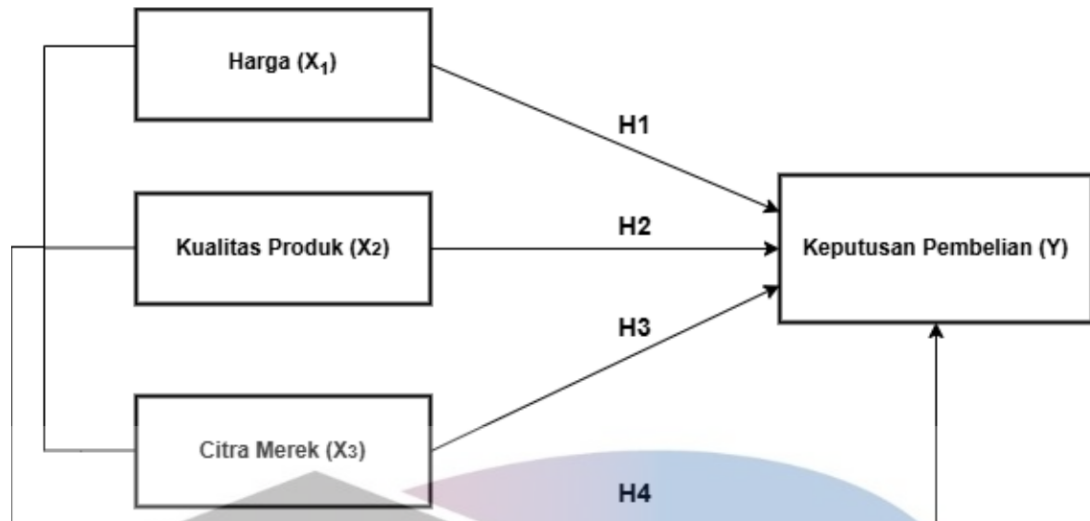 Harga (X₁)
H1
Kualitas Produk (X2)
H2
Keputusan Pembelian (Y)
H3
Citra Merek (X3)
H4